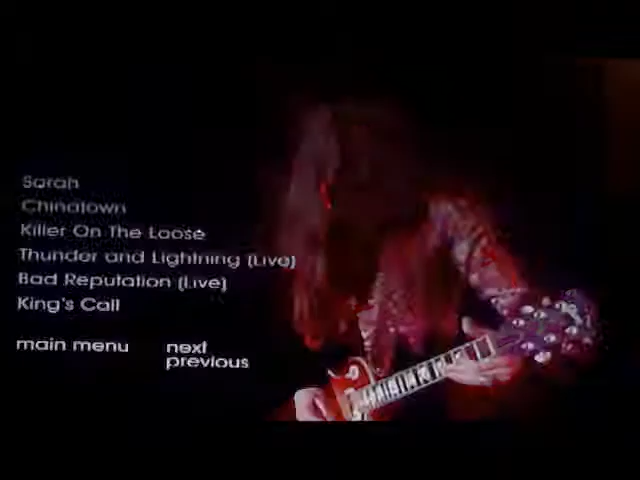 Sarah
Chinatown
Killer On The Loose
Thunder and Lightning (Live)
Bad Reputation (Live)
King's Call
main menu
next
previous